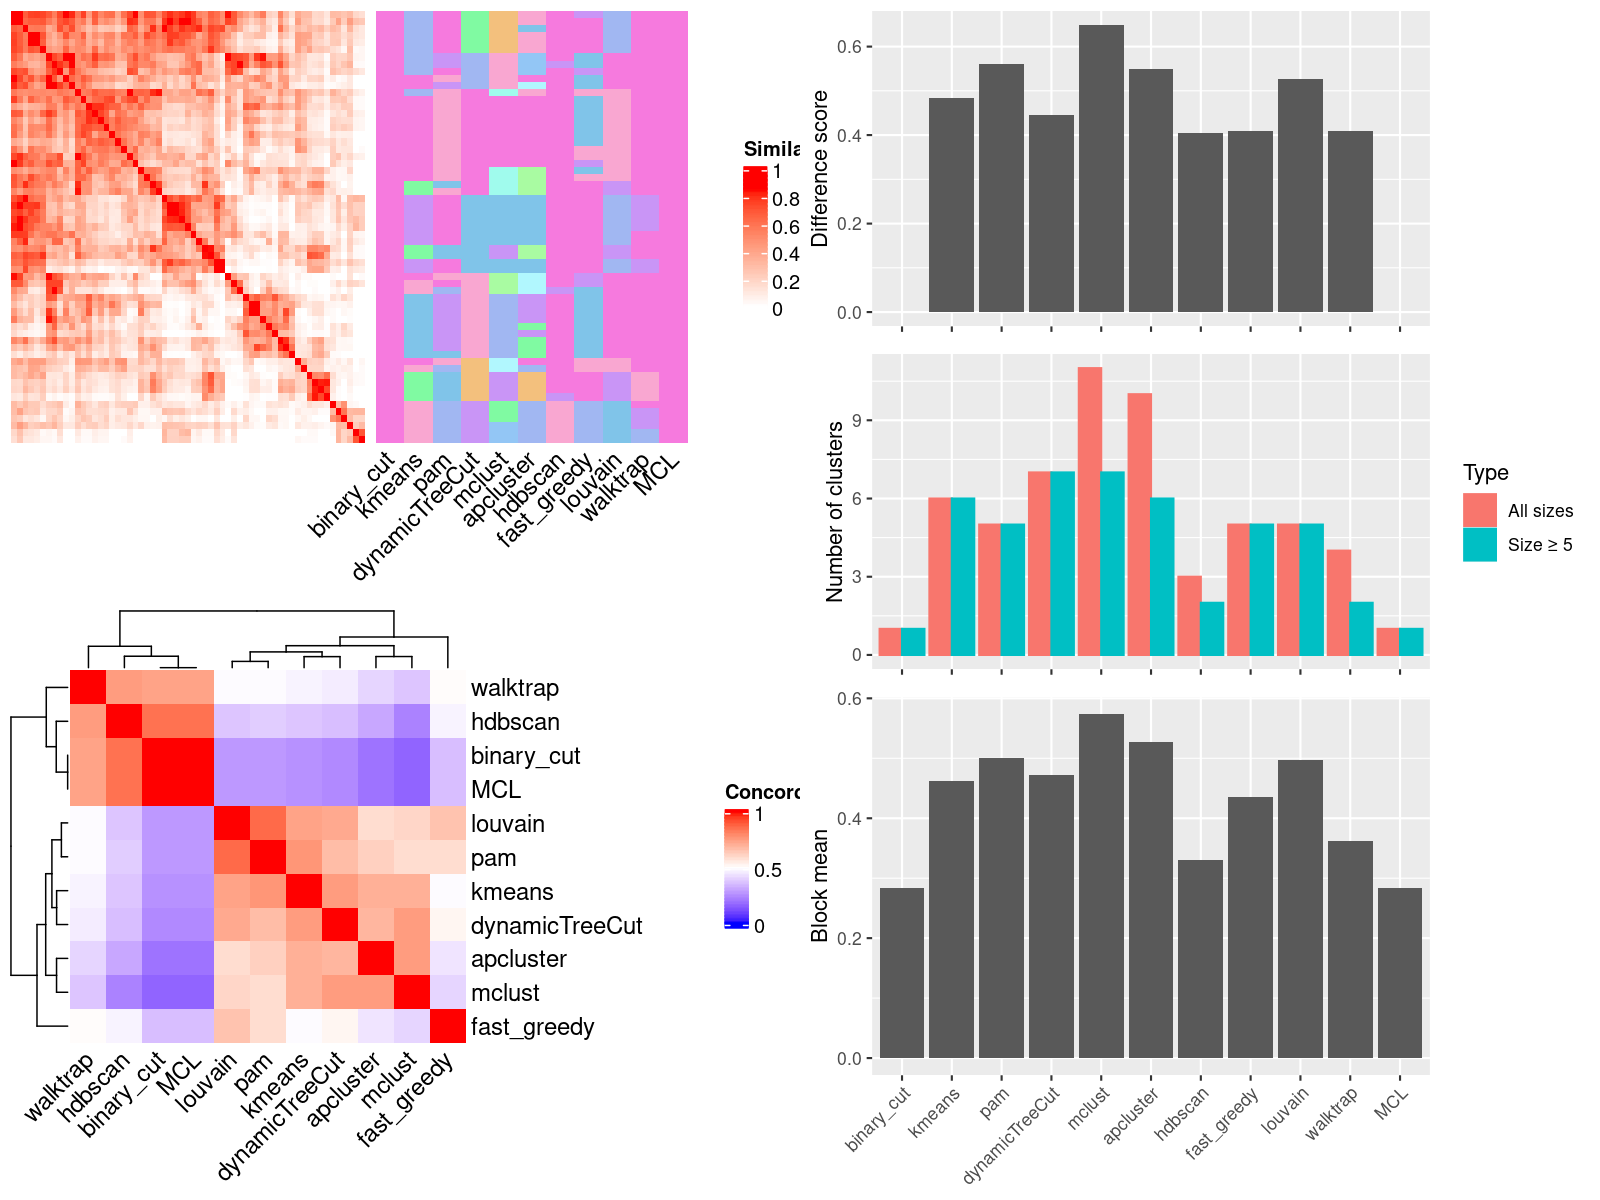 Simila
1
0.8
0.6
0.4
0.2
0
binary_cut
kmeans
pam
dynamicTreeCut
mclust
apcluster
hdbscan
fast_greedy
louvain
walktrap
MCL
walktrap
hdbscan
binary_cut
MCL
louvain
pam
kmeans
dynamicTreeCut
apcluster
mclust
fast_greedy
walktrap
hdbscan
binary_cut
MCL
louvain
pam
kmeans
dynamicTreeCut
apcluster
mclust
fast_greedy
Concord
1
0.5
0
Difference score
0.6
0.4
0.2
0.0
Number of clusters
9
6
3
0
Type
All sizes
Size ≥ 5
Block mean
0.6
0.4
0.2
0.0
binary_cut
kmeans
pam
dynamicTreeCut
mclust
apcluster
hdbscan
fast_greedy
louvain
walktrap
MCL